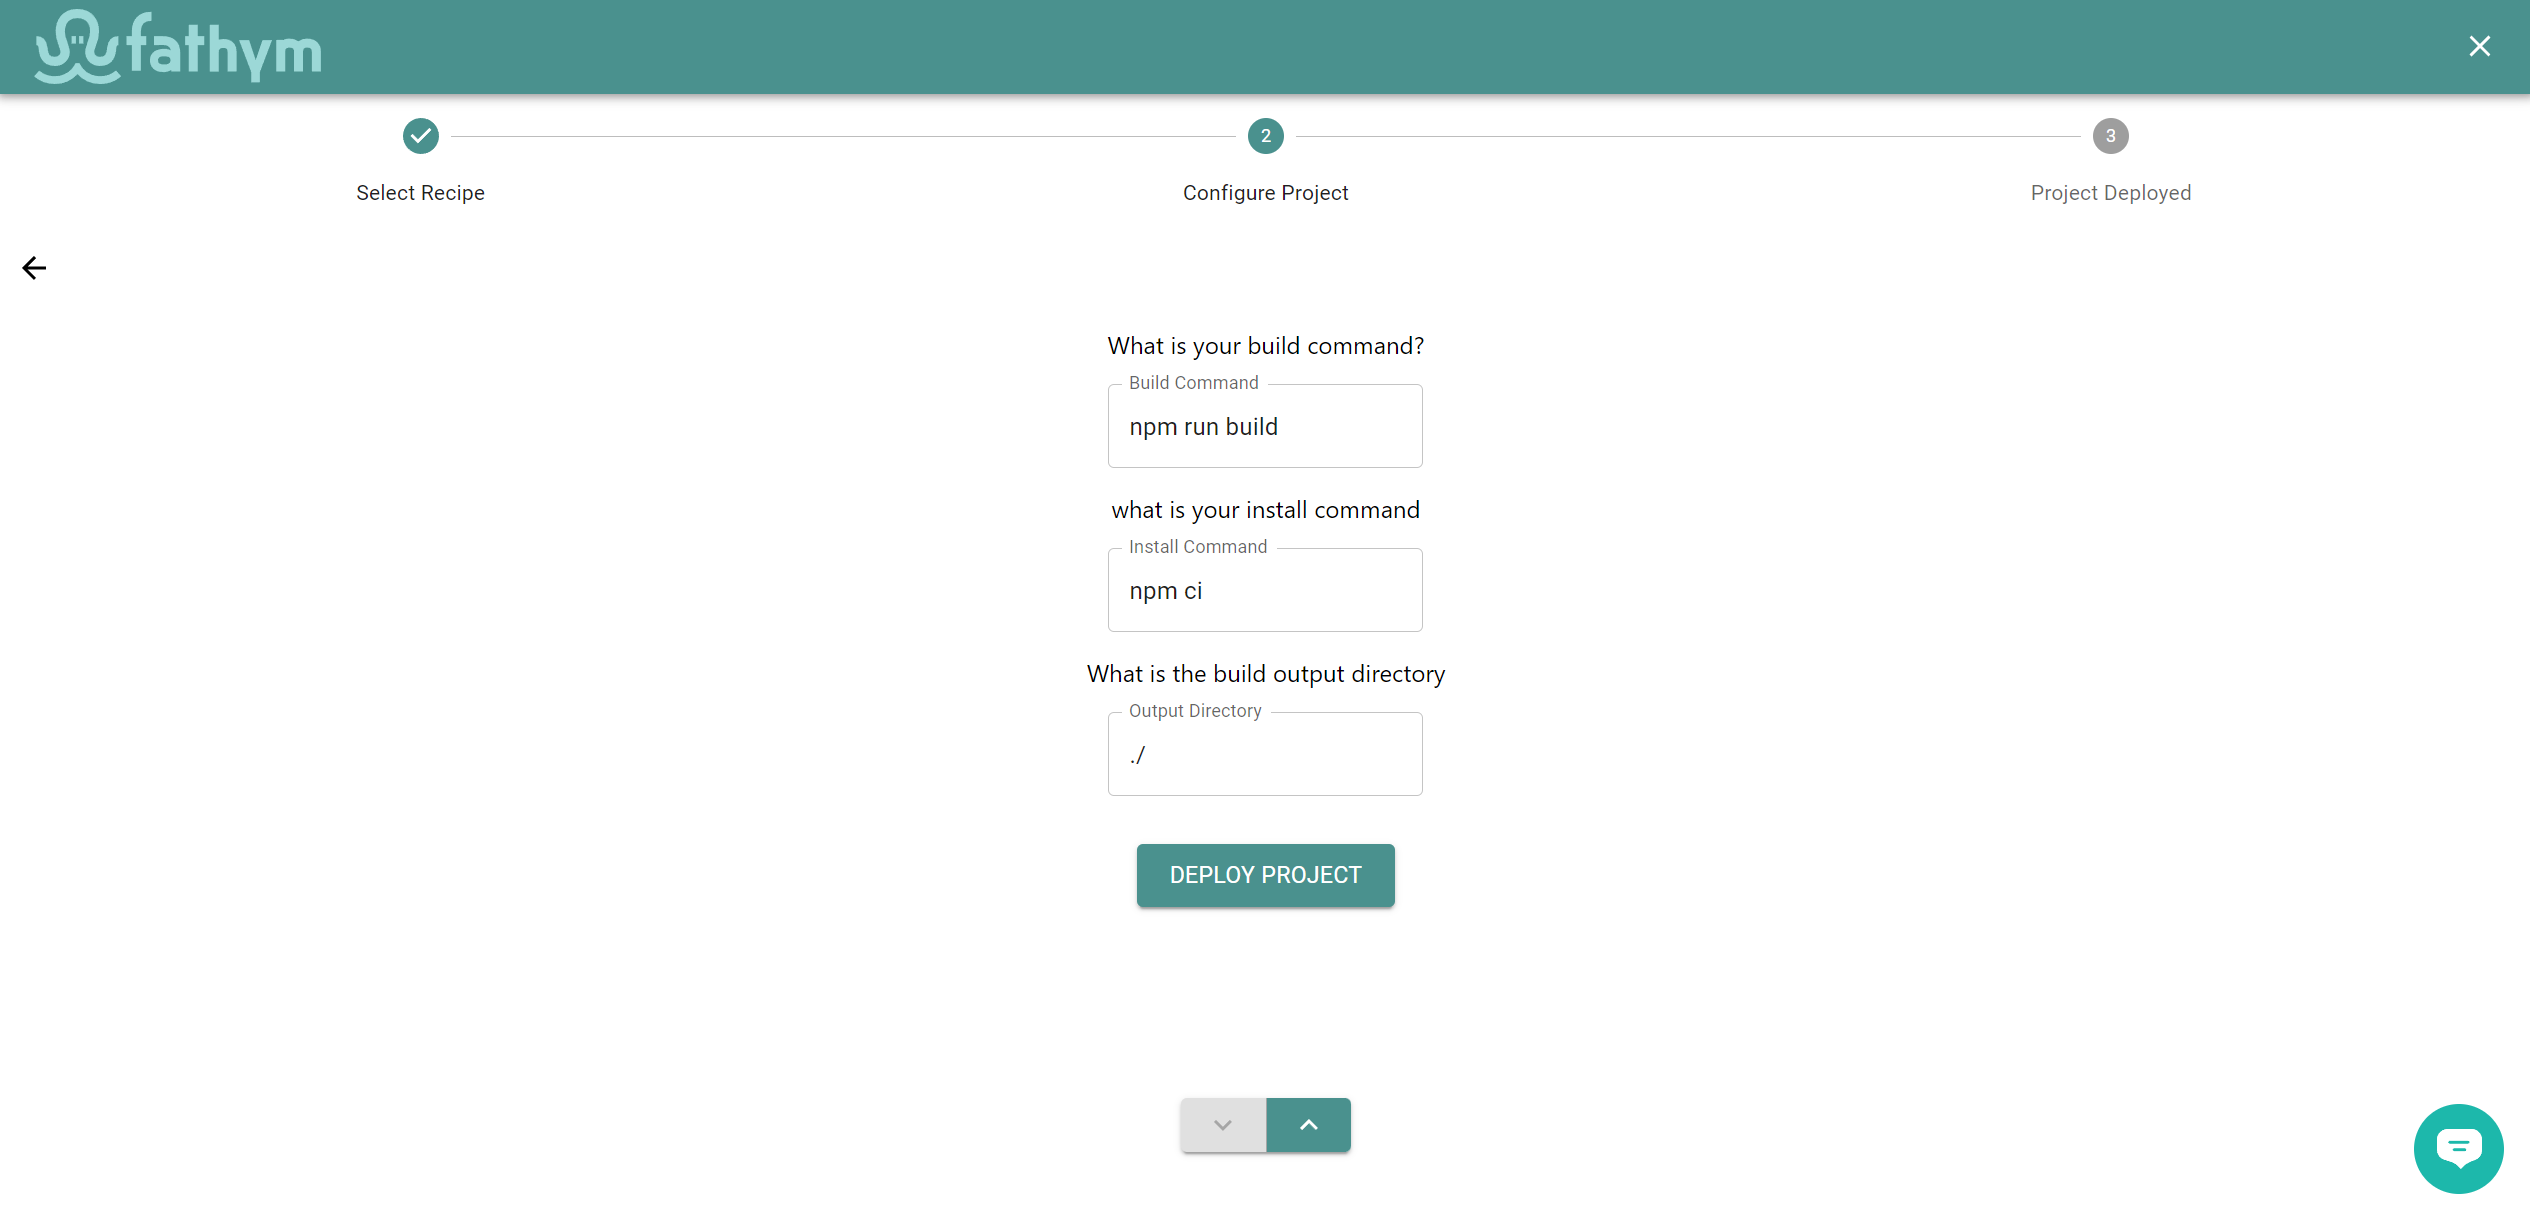 fathym
2
3
Select Recipe
Configure Project
Project Deployed
What is your build command?
Build Command
npm run build
what is your install command
Install Command
npm ci
What is the build output directory
Output Directory
./
DEPLOY PROJECT